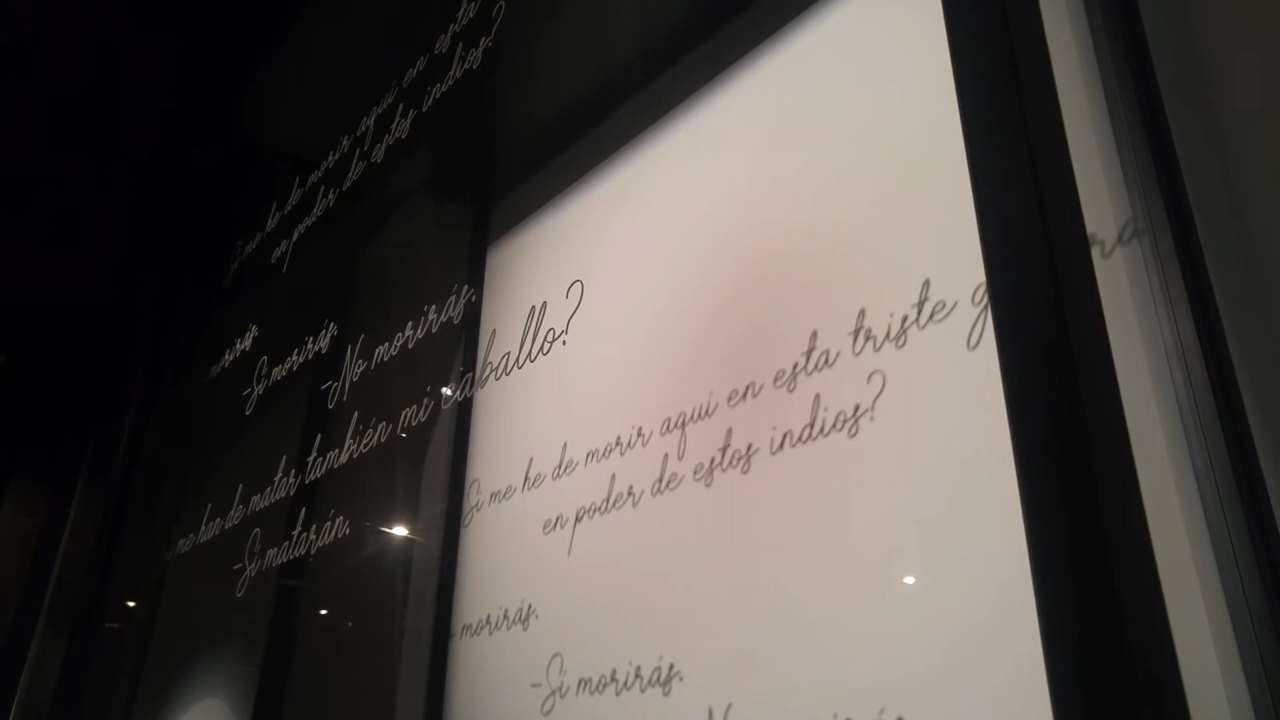 me he de morir aquí en esta
en poder de estos indios?
morirás.
-Sí morirás.
-No morirás.
me han de matar también mi caballo?
-Sí matarán.
Si me he de morir aquí en esta triste g
ra
en poder de estos indios?
morirás.
-Sí morirás.